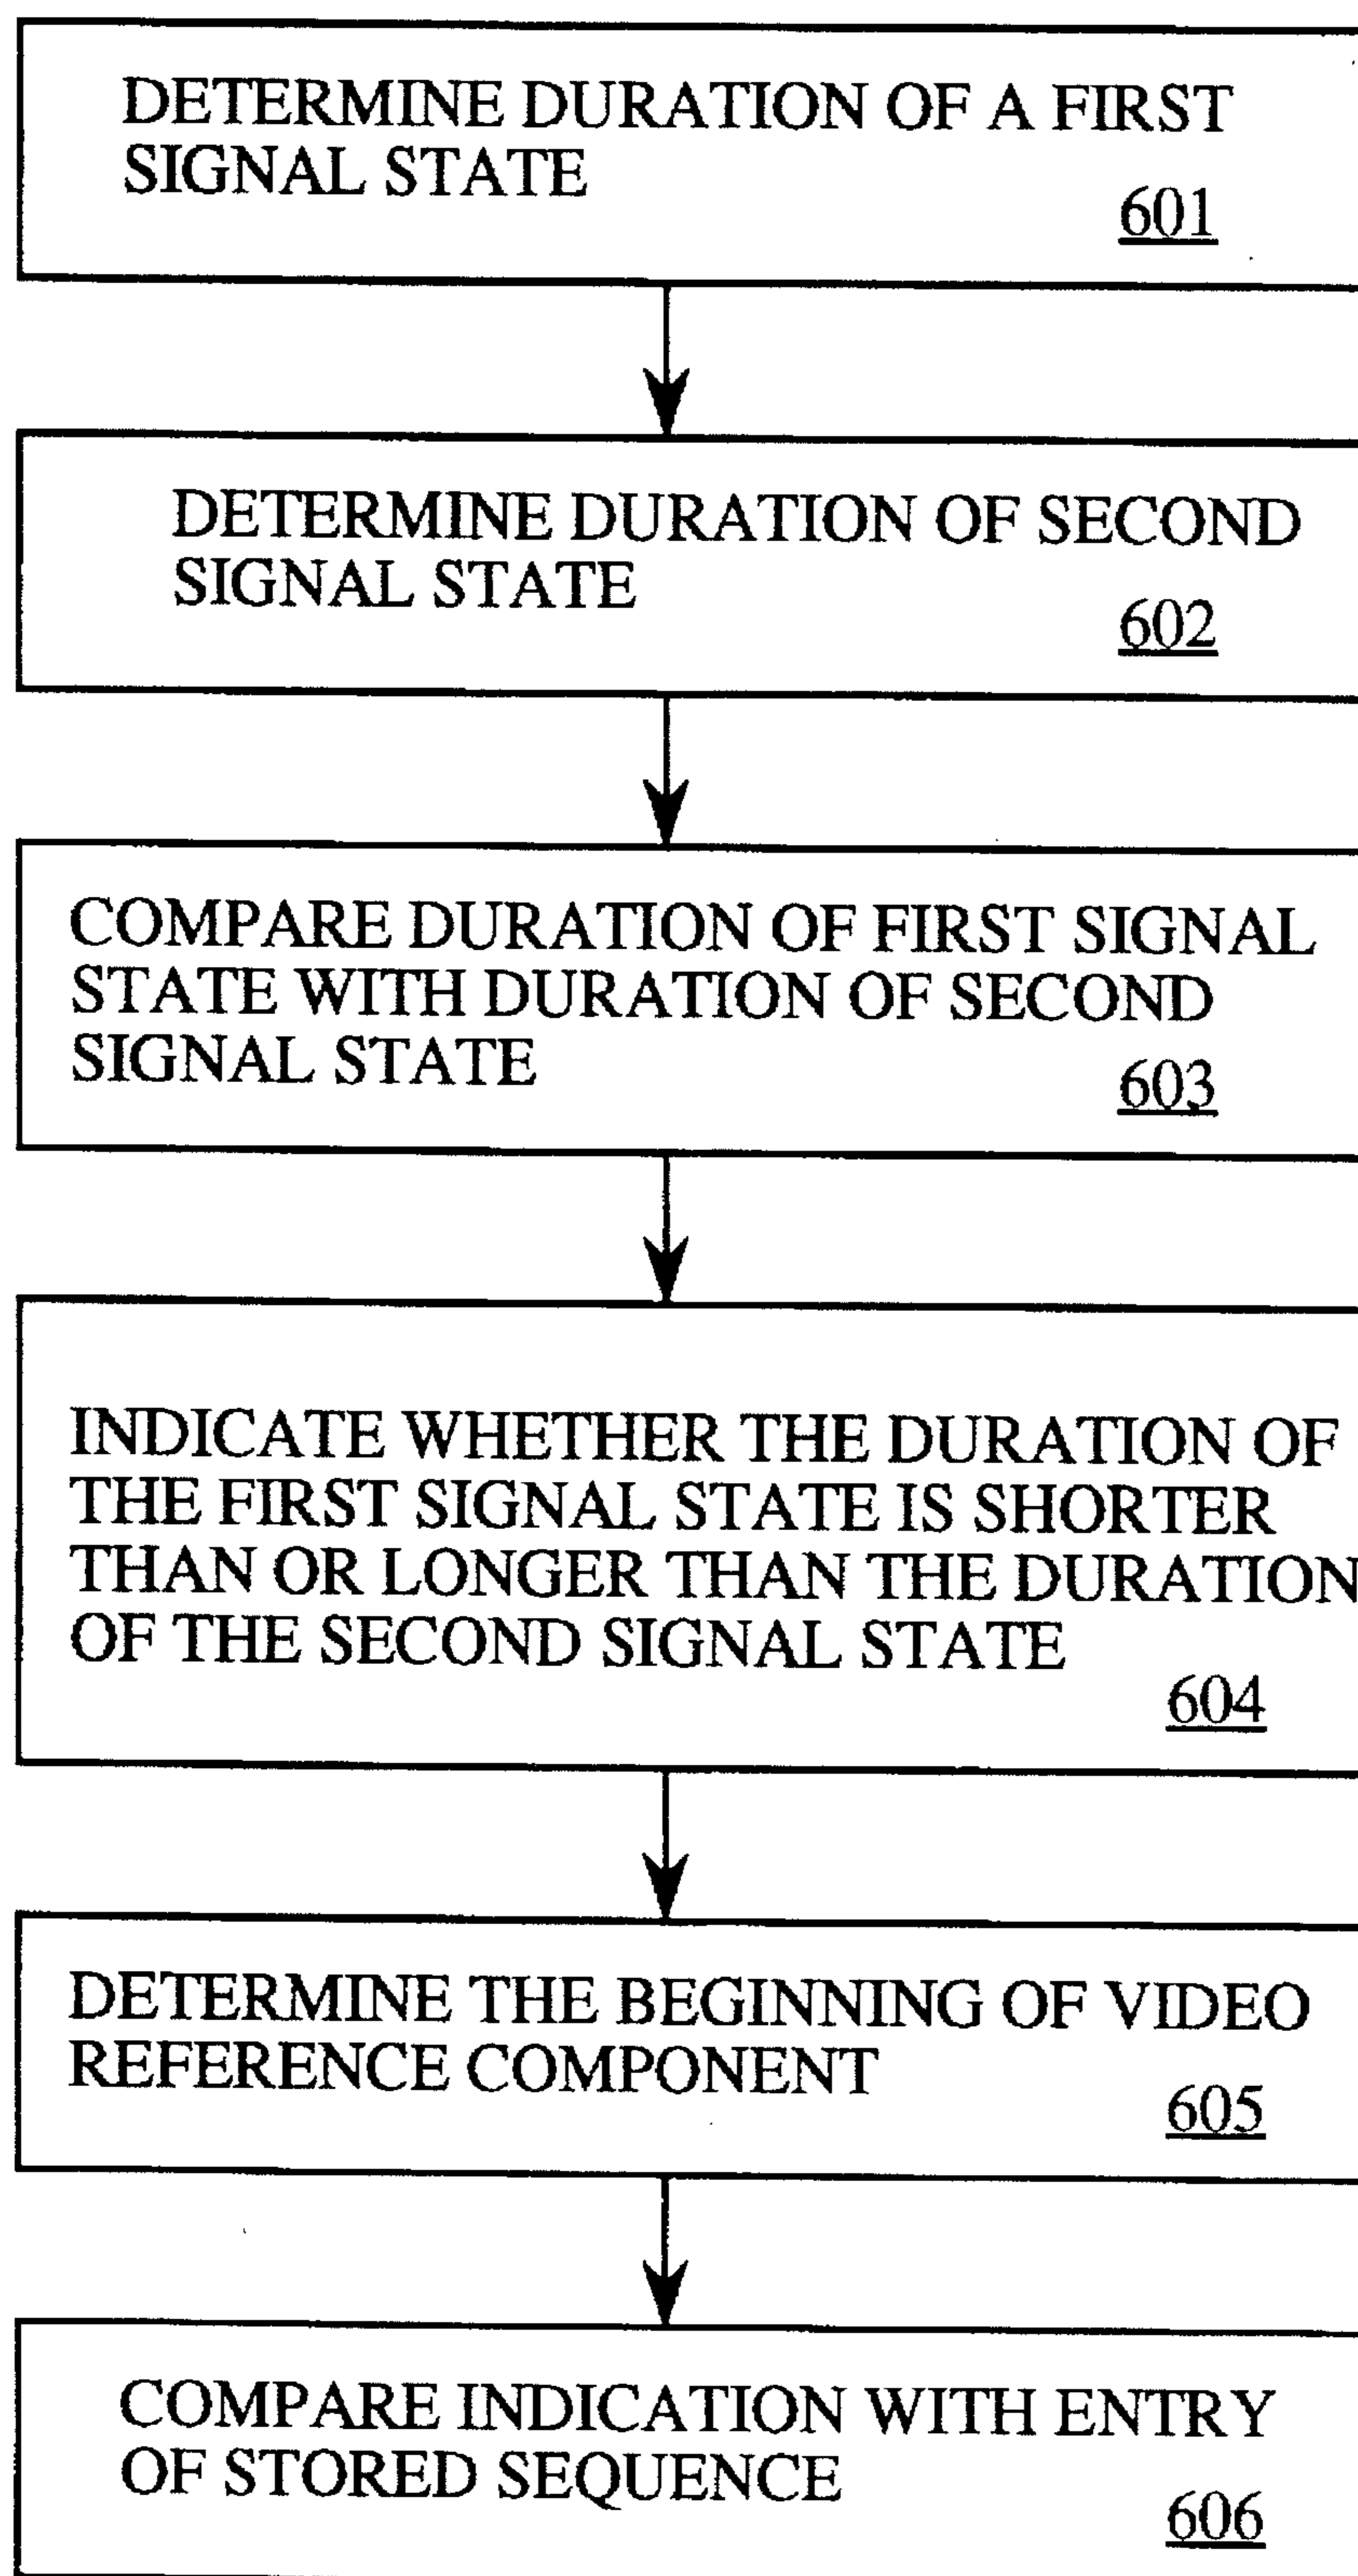 DETERMINE DURATION OF A FIRST
SIGNAL STATE
601
DETERMINE DURATION OF SECOND
SIGNAL STATE
602
COMPARE DURATION OF FIRST SIGNAL
STATE WITH DURATION OF SECOND
SIGNAL STATE
603
INDICATE WHETHER THE DURATION OF
THE FIRST SIGNAL STATE IS SHORTER
THAN OR LONGER THAN THE DURATION
OF THE SECOND SIGNAL STATE
604
DETERMINE THE BEGINNING OF VIDEO
REFERENCE COMPONENT
605
COMPARE INDICATION WITH ENTRY
OF STORED SEQUENCE
606